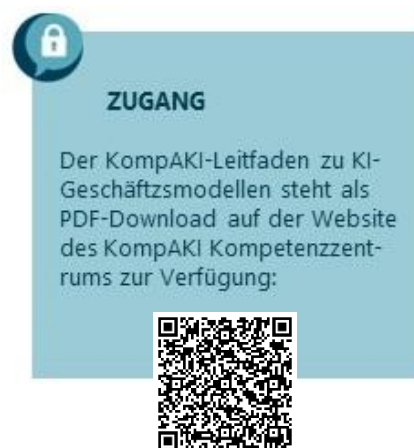 ZUGANG
Der KompAKI-Leitfaden zu KI-
Geschäftzsmodellen steht als
PDF-Download auf der Website
des KompAKI Kompetenzzent-
rums zur Verfügung: